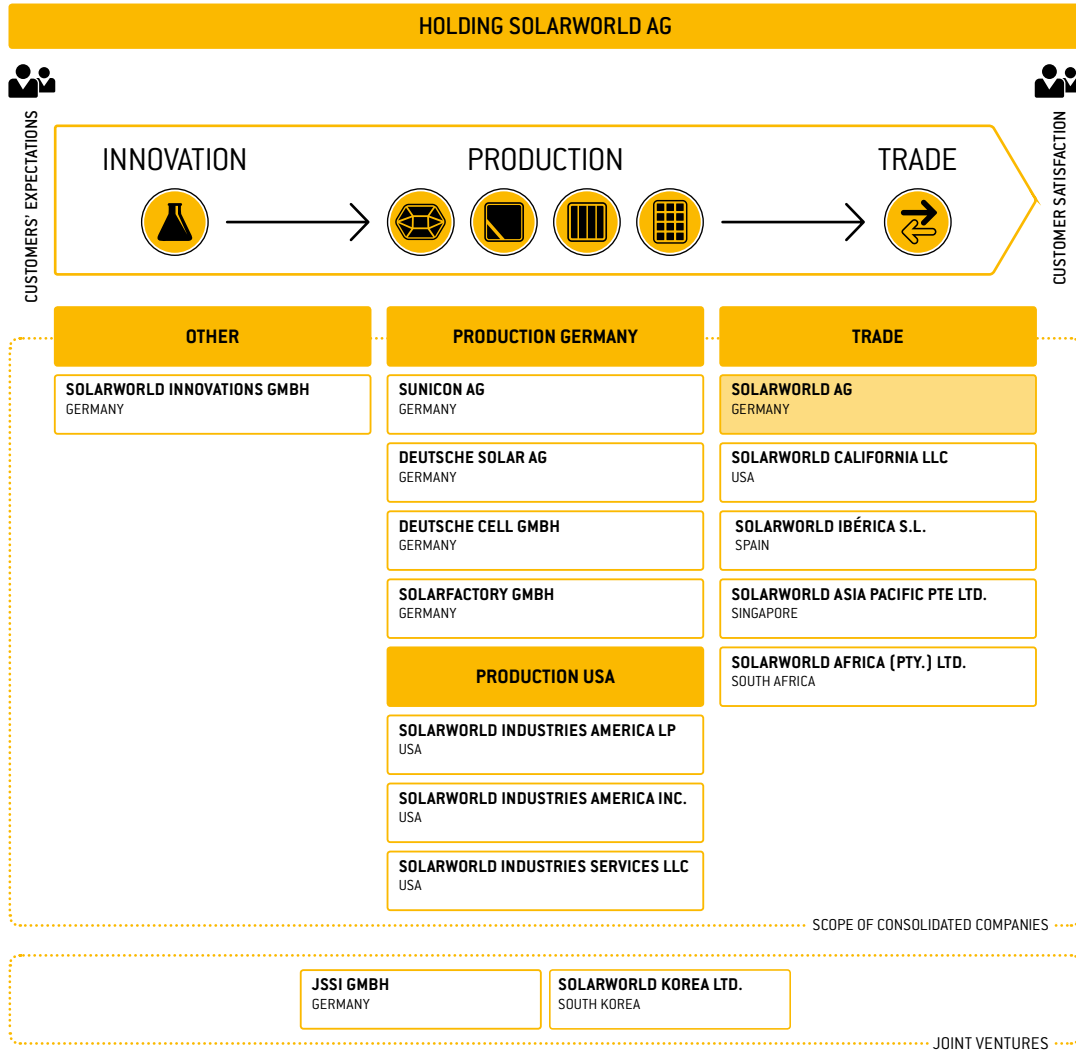 HOLDING SOLARWORLD AG
CUSTOMERS' EXPECTATIONS
INNOVATION
PRODUCTION
TRADE
CUSTOMER SATISFACTION
OTHER
SOLARWORLD INNOVATIONS GMBH
GERMANY
PRODUCTION GERMANY
SUNICON AG
GERMANY
DEUTSCHE SOLAR AG
GERMANY
DEUTSCHE CELL GMBH
GERMANY
SOLARFACTORY GMBH
GERMANY
PRODUCTION USA
SOLARWORLD INDUSTRIES AMERICA LP
USA
SOLARWORLD INDUSTRIES AMERICA INC.
USA
SOLARWORLD INDUSTRIES SERVICES LLC
USA
TRADE
SOLARWORLD AG
GERMANY
SOLARWORLD CALIFORNIA LLC
USA
SOLARWORLD IBÉRICA S.L.
SPAIN
SOLARWORLD ASIA PACIFIC PTE LTD.
SINGAPORE
SOLARWORLD AFRICA (PTY.) LTD.
SOUTH AFRICA
SCOPE OF CONSOLIDATED COMPANIES
JSSI GMBH
GERMANY
SOLARWORLD KOREA LTD.
SOUTH KOREA
JOINT VENTURES